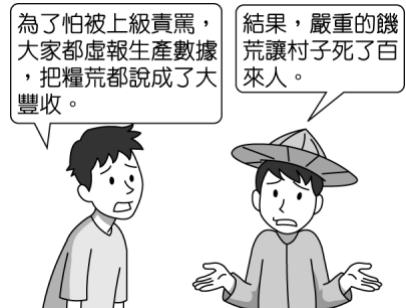 為了怕被上級責罵，
大家都虛報生產數據
，把糧荒都說成了大
豐收。
結果，嚴重的饑
荒讓村子死了百
來人。